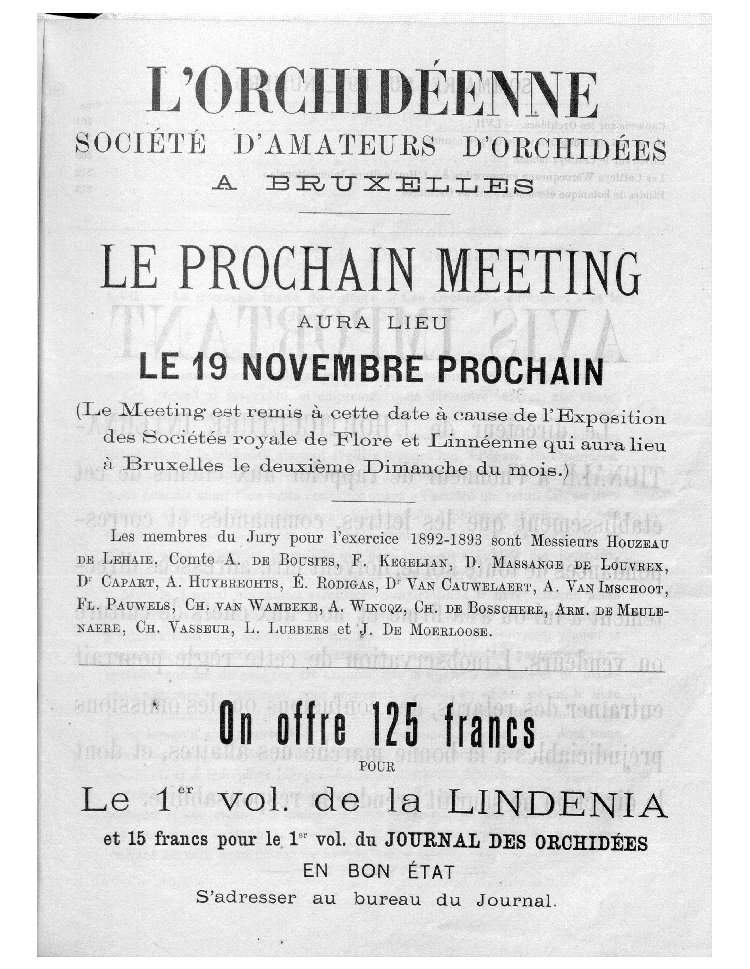 L'ORCHIDÉENNE
SOCIÉTÉ D'AMATEURS D'ORCHIDÉES
A BRUXELLES
LE PROCHAIN MEETING
AURA LIEU
LE 19 NOVEMBRE PROCHAIN
(Le Meeting est remis à cette date à cause de l'Exposition
des Sociétés royale de Flore et Linnéenne qui aura lieu
à Bruxelles le deuxième Dimanche du mois.)
Les membres du Jury pour l'exercice 1892-1893 sont Messieurs HOUZEAU
DE LEHAIE, Comte A. DE BOUSIES, F. KEGELJAN, D. MASSANGE DE LOUVREX,
Dr CAPART, A. HUYBRECHTS, É. RODIGAS, Dr VAN CAUWELAERT, A. VAN IMSCHOOT,
FL. PAUWELS, CH. VAN WAMBEKE, A. WINCQZ, CH. DE BOSSCHERE, ARM. DE MEULE-
NAERE, CH. VASSEUR, L. LUBBERS et J. DE MOERLOOSE.
On offre 125 francs
POUR
Le 1er vol. de la LINDENIA
et 15 francs pour le 1er vol. du JOURNAL DES ORCHIDÉES
EN BON ÉTAT
S'adresser au bureau du Journal.